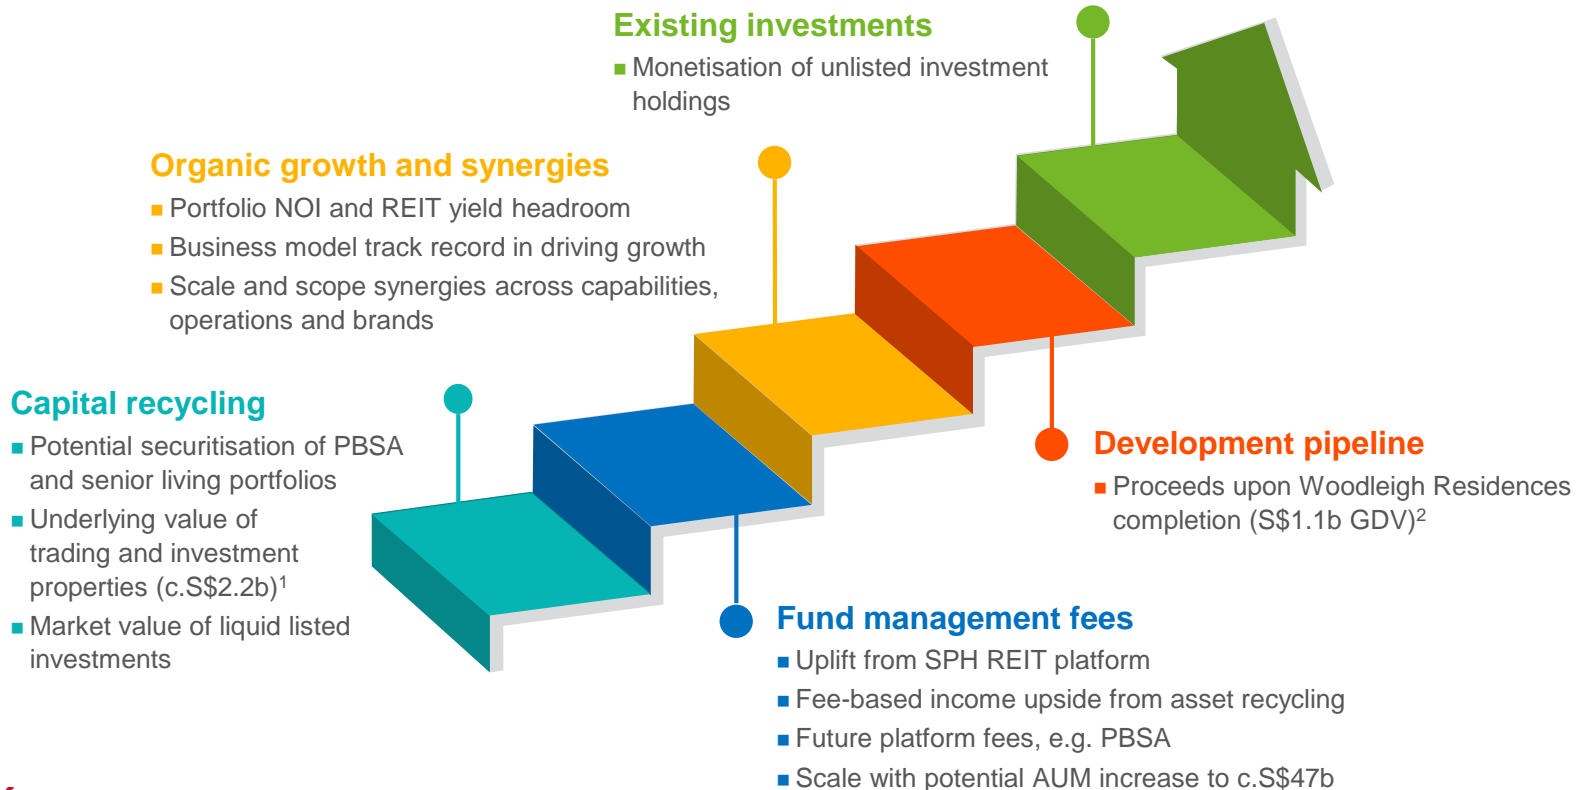 Existing investments
■ Monetisation of unlisted investment
holdings
Organic growth and synergies
■ Portfolio NOI and REIT yield headroom
■ Business model track record in driving growth
■ Scale and scope synergies across capabilities,
operations and brands
Capital recycling
■ Potential securitisation of PBSA
and senior living portfolios
■ Underlying value of
trading and investment
properties (c.S$2.2b)¹
■ Market value of liquid listed
investments
Development pipeline
■ Proceeds upon Woodleigh Residences
completion (S$1.1b GDV)²
Fund management fees
■ Uplift from SPH REIT platform
■ Fee-based income upside from asset recycling
■ Future platform fees, e.g. PBSA
■ Scale with potential AUM increase to c.S$47b